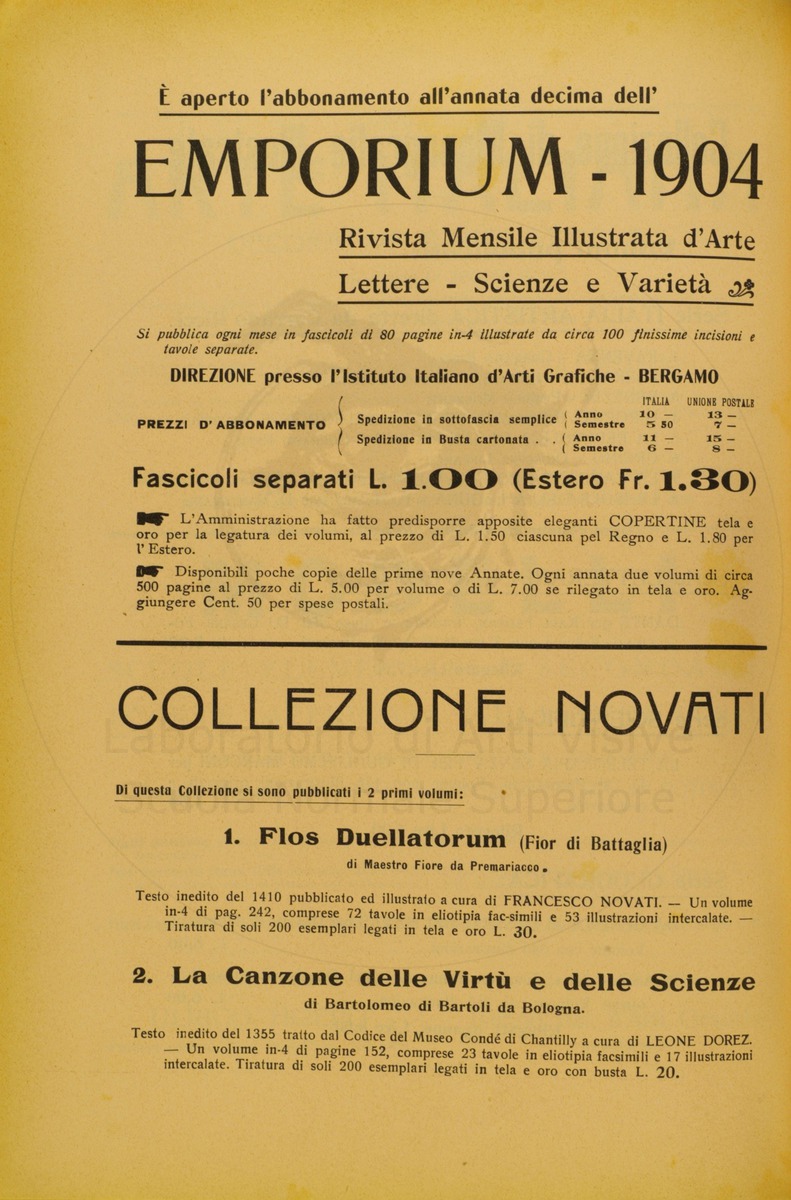 È aperto l'abbonamento all'annata decima dell'
EMPORIUM - 1904
Rivista Mensile Illustrata d'Arte
Lettere - Scienze e Varietà
Si pubblica ogni mese in fascicoli di 80 pagine in-4 illustrate da circa 100 finissime incisioni e
tavole separate.
DIREZIONE presso l'Istituto Italiano d'Arti Grafiche - BERGAMO
ITALIA UNIONE POSTALE
PREZZI D'ABBONAMENTO
Spedizione in sottofascia semplice ( Anno 10 — 13 —
( Semestre 5 50 7 —
Spedizione in Busta cartonata . . ( Anno 11 — 15 —
( Semestre 6 — 8 —
Fascicoli separati L. 1.00 (Estero Fr. 1.30)
L'Amministrazione ha fatto predisporre apposite eleganti COPERTINE tela e
oro per la legatura dei volumi, al prezzo di L. 1.50 ciascuna pel Regno e L. 1.80 per
l'Estero.
Disponibili poche copie delle prime nove Annate. Ogni annata due volumi di circa
500 pagine al prezzo di L. 5.00 per volume o di L. 7.00 se rilegato in tela e oro. Ag-
giungere Cent. 50 per spese postali.
COLLEZIONE NOVATI
Laboratorio di Arti Visive
Di questa Collezione si sono pubblicati i 2 primi volumi:
Scuola Normale Superiore
1. Flos Duellatorum (Fior di Battaglia)
di Maestro Fiore da Premariacco.
Testo inedito del 1410 pubblicato ed illustrato a cura di FRANCESCO NOVATI. — Un volume
in-4 di pag. 242, comprese 72 tavole in eliotipia fac-simili e 53 illustrazioni intercalate. —
Tiratura di soli 200 esemplari legati in tela e oro L. 30.
2. La Canzone delle Virtù e delle Scienze
di Bartolomeo di Bartoli da Bologna.
Testo inedito del 1355 tratto dal Codice del Museo Condé di Chantilly a cura di LEONE DOREZ.
— Un volume in-4 di pagine 152, comprese 23 tavole in eliotipia facsimili e 17 illustrazioni
intercalate. Tiratura di soli 200 esemplari legati in tela e oro con busta L. 20.